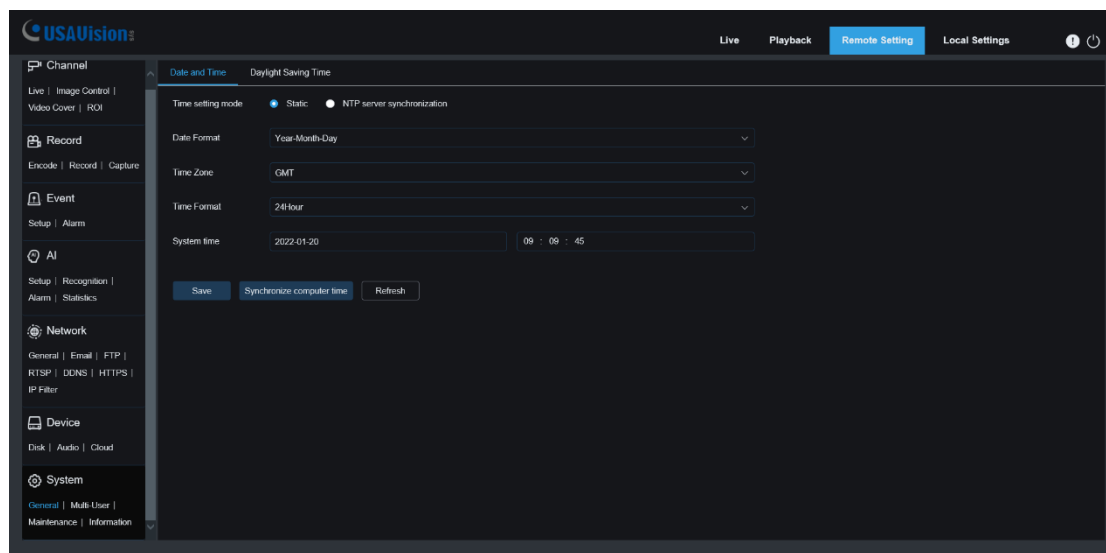 USAVision
Live Playback Remote Setting Local Settings
Channel
Live | Image Control |
Video Cover | ROI
Record
Encode | Record | Capture
Event
Setup | Alarm
AI
Setup | Recognition |
Alarm | Statistics
Network
General | Email | FTP |
RTSP | DDNS | HTTPS |
IP Filter
Device
Disk | Audio | Cloud
System
General | Multi-User |
Maintenance | Information
Date and Time Daylight Saving Time
Time setting mode Static NTP server synchronization
Date Format Year-Month-Day
Time Zone GMT
Time Format 24Hour
System time 2022-01-20 09 : 09 : 45
Save Synchronize computer time Refresh